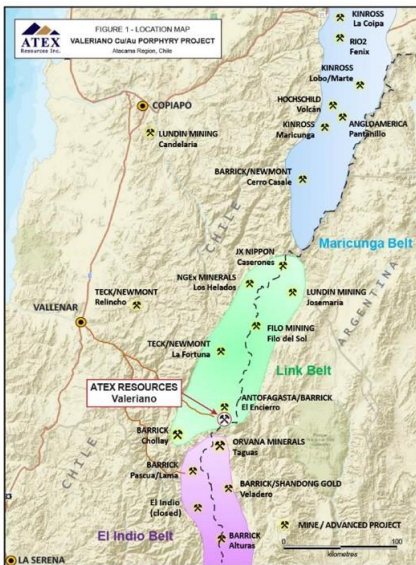 ATEX
Resources Inc.
FIGURE 1 - LOCATION MAP
VALERIANO Cu/Au PORPHYRY PROJECT
Atacama Region, Chile
KINROSS
La Coipa
RIO2
Fenix
KINROSS
Lobo/Marte
HOCHSCHILD
Volcán
KINROSS
Maricunga
ANGLOAMERICA
Pantanillo
COPIAPÓ
LUNDIN MINING
Candelaria
BARRICK/NEWMONT
Cerro Casale
CHILE
Maricunga Belt
JX NIPPON
Caserones
NGEx MINERALS
Los Helados
LUNDIN MINING
Josemaria
ARGENTINA
TECK/NEWMONT
Relincho
VALLENAR
FILO MINING
Filo del Sol
TECK/NEWMONT
La Fortuna
Link Belt
ATEX RESOURCES
Valeriano
ANTOFAGASTA/BARRICK
El Encierro
BARRICK
Chollay
ORVANA MINERALS
Taguas
CHILE
BARRICK
Pascua/Lama
BARRICK/SHANDONG GOLD
Veladero
El Indio
(closed)
El Indio Belt
BARRICK
Alturas
MINE / ADVANCED PROJECT
0
100
kilometres
LA SERENA